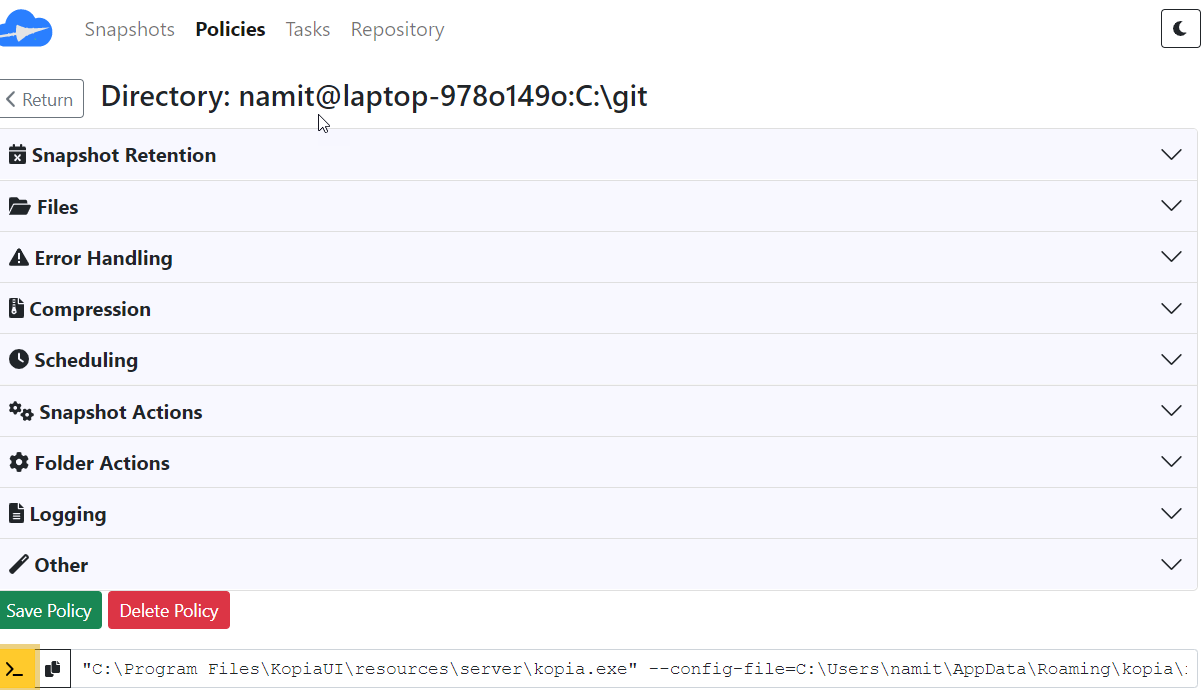 Snapshots Policies Tasks Repository
Return Directory: namit@laptop-978o149o:C:\git
Snapshot Retention
Files
Error Handling
Compression
Scheduling
Snapshot Actions
Folder Actions
Logging
Other
Save Policy Delete Policy
"C:\Program Files\KopiaUI\resources\server\kopia.exe" --config-file=C:\Users\namit\AppData\Roaming\kopia\